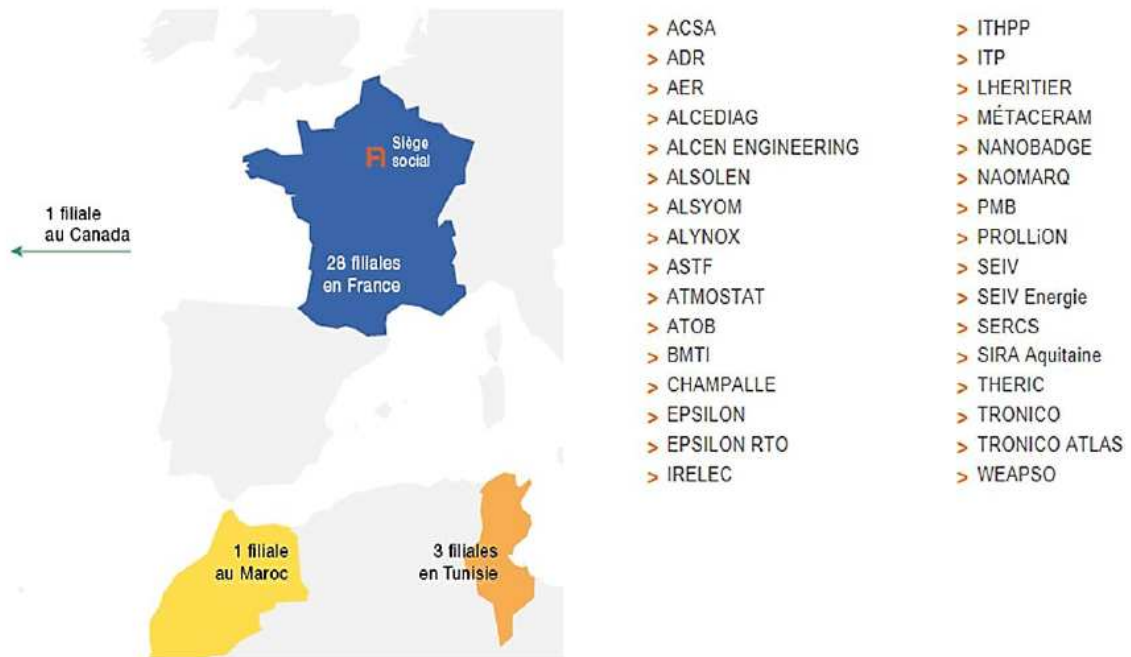 Siège
social
1 filiale
au Canada
28 filiales
en France
1 filiale
au Maroc
3 filiales
en Tunisie
> ACSA
> ADR
> AER
> ALCEDIAG
> ALCEN ENGINEERING
> ALSOLEN
> ALSYOM
> ALYNOX
> ASTF
> ATMOSTAT
> ATOB
> BMTI
> CHAMPALLE
> EPSILON
> EPSILON RTO
> IRELEC
> ITHPP
> ITP
> LHERITIER
> MÉTACERAM
> NANOBADGE
> NAOMARQ
> PMB
> PROLLiON
> SEIV
> SEIV Energie
> SERCS
> SIRA Aquitaine
> THERIC
> TRONICO
> TRONICO ATLAS
> WEAPSO